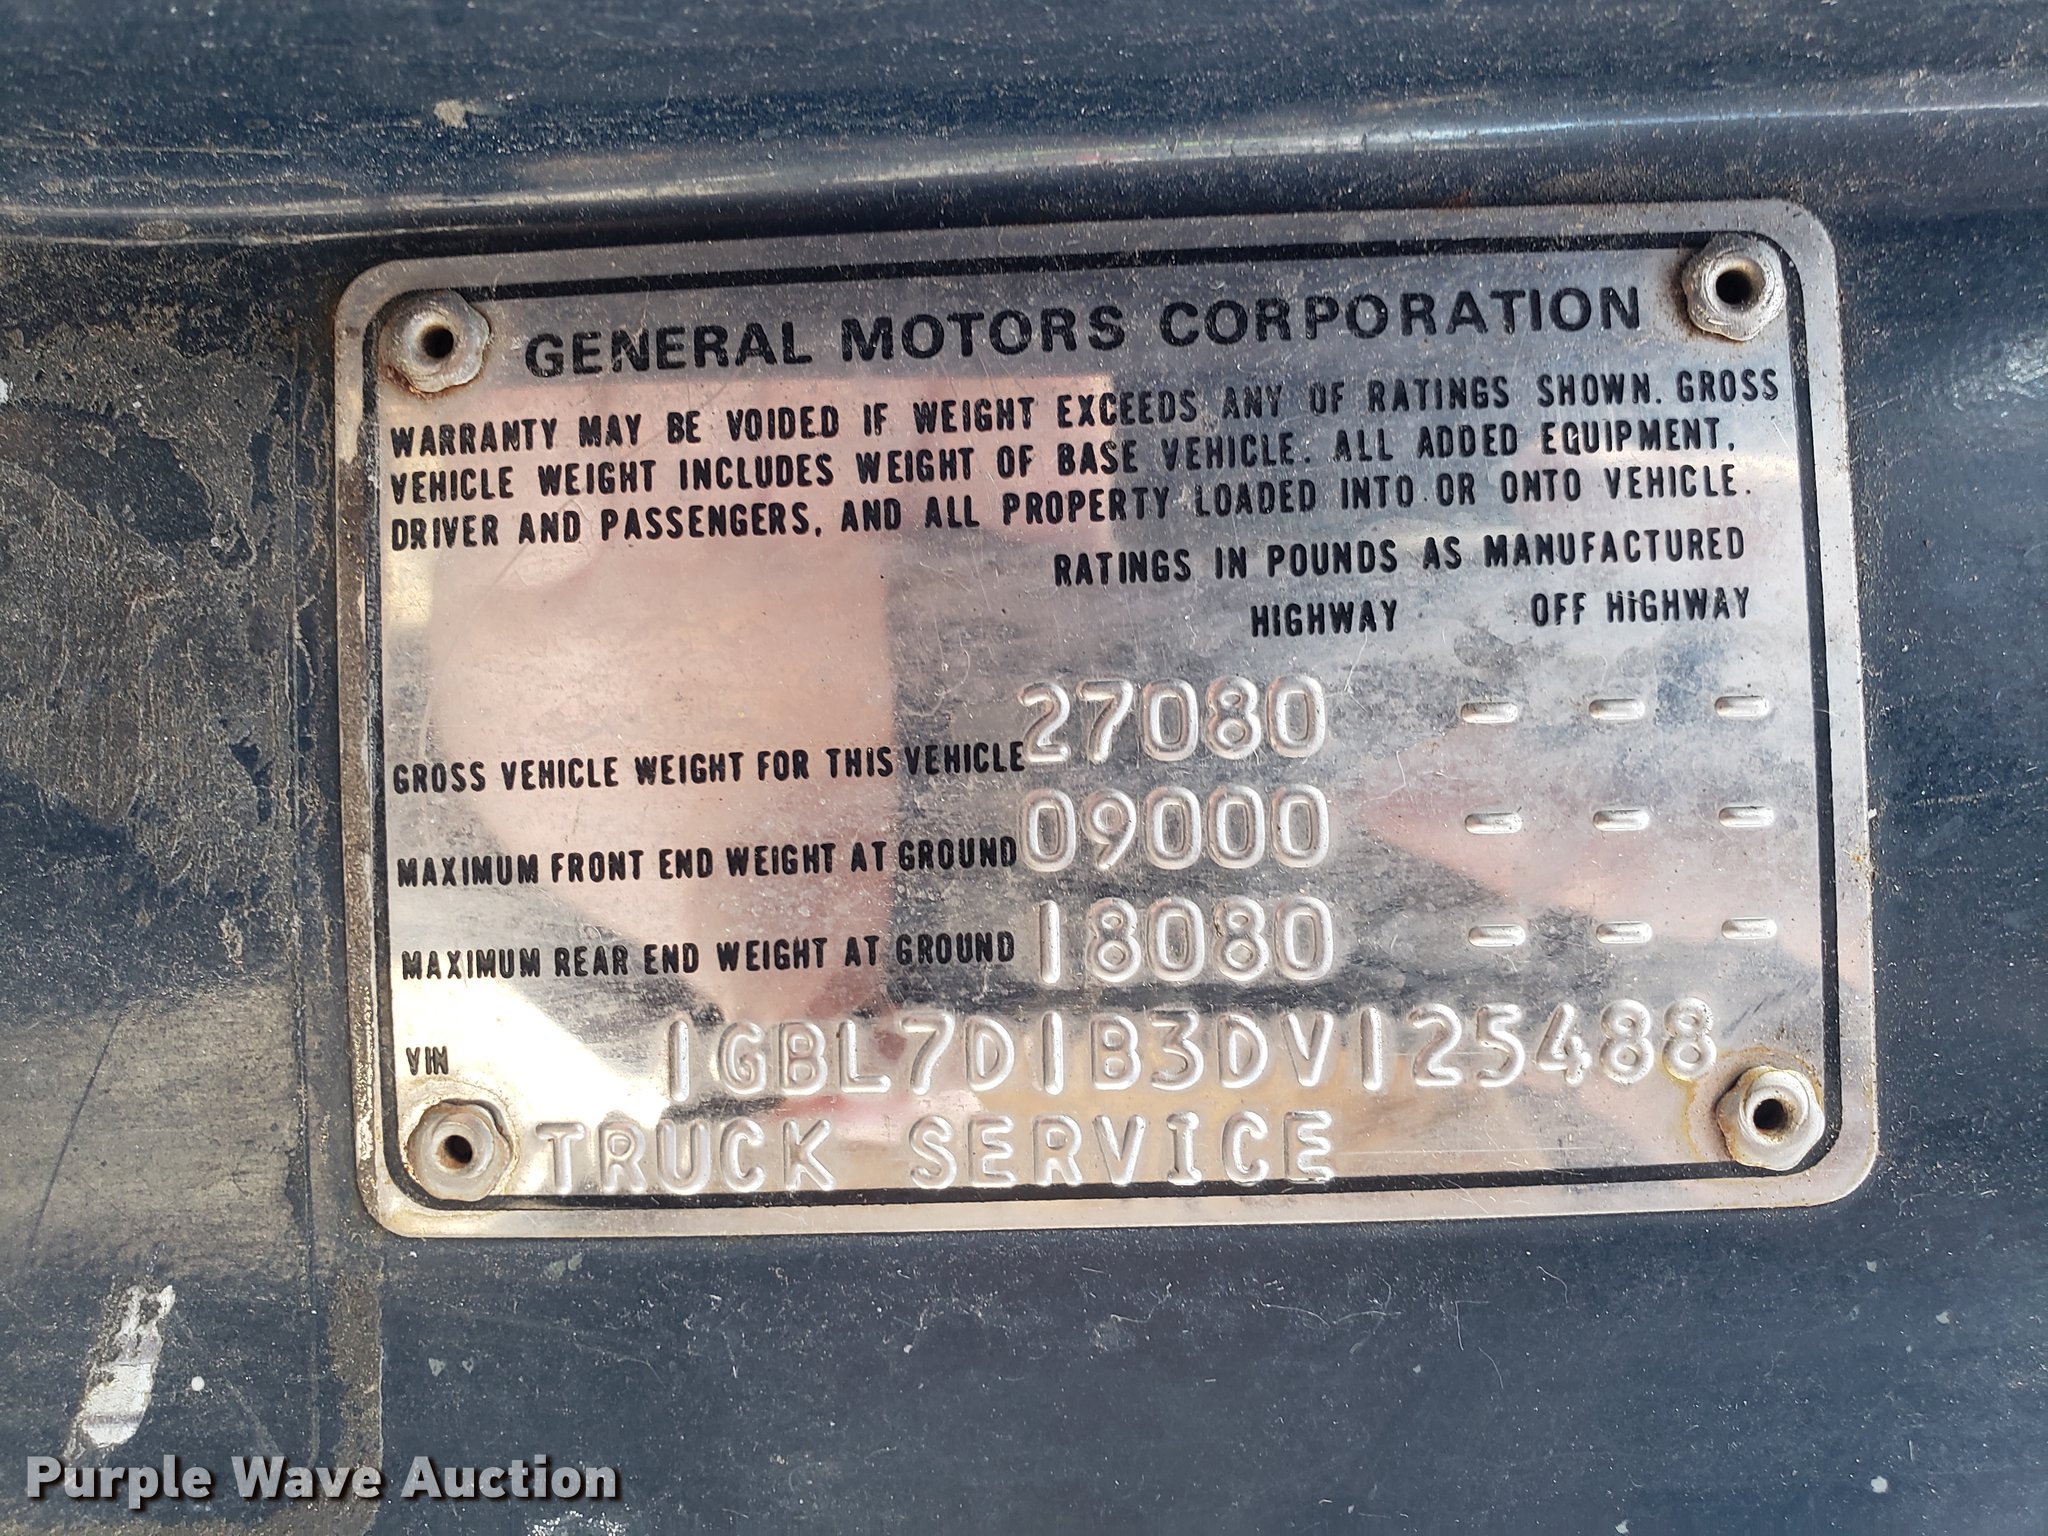 GENERAL MOTORS CORPORATION
WARRANTY MAY BE VOIDED IF WEIGHT EXCEEDS ANY OF RATINGS SHOWN. GROSS
VEHICLE WEIGHT INCLUDES WEIGHT OF BASE VEHICLE. ALL ADDED EQUIPMENT,
DRIVER AND PASSENGERS, AND ALL PROPERTY LOADED INTO OR ONTO VEHICLE.
RATINGS IN POUNDS AS MANUFACTURED
HIGHWAY OFF HIGHWAY
GROSS VEHICLE WEIGHT FOR THIS VEHICLE 27080 - - -
MAXIMUM FRONT END WEIGHT AT GROUND 09000 - - -
MAXIMUM REAR END WEIGHT AT GROUND 18080 - - -
VIN 1GBL7D1B3DV125488
TRUCK SERVICE
Purple Wave Auction